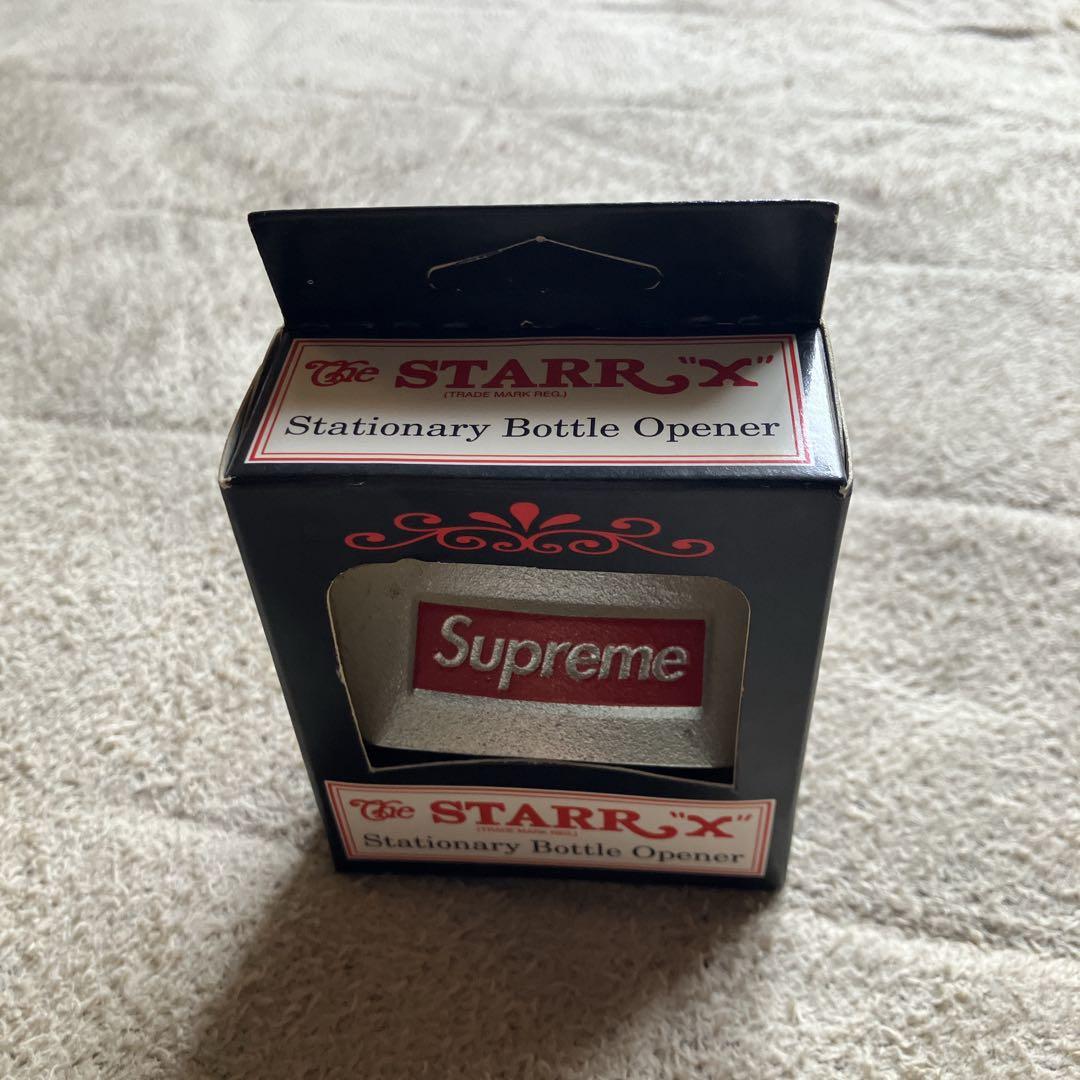 The STARR "X"
(TRADE MARK REG.)
Stationary Bottle Opener
Supreme
The STARR "X"
(TRADE MARK REG.)
Stationary Bottle Opener